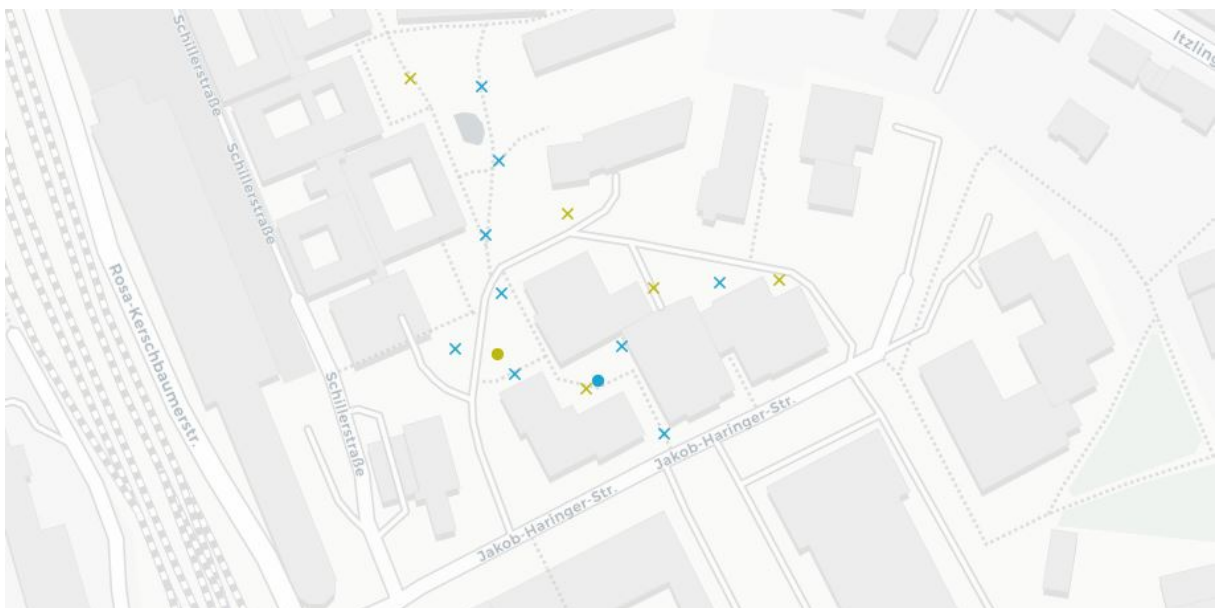 Schillerstraße
Itzling
Schillerstraße
Rosa-Kerschbaumerstr.
Schillerstraße
Jakob-Haringer-Str.
Jakob-Haringer-Str.